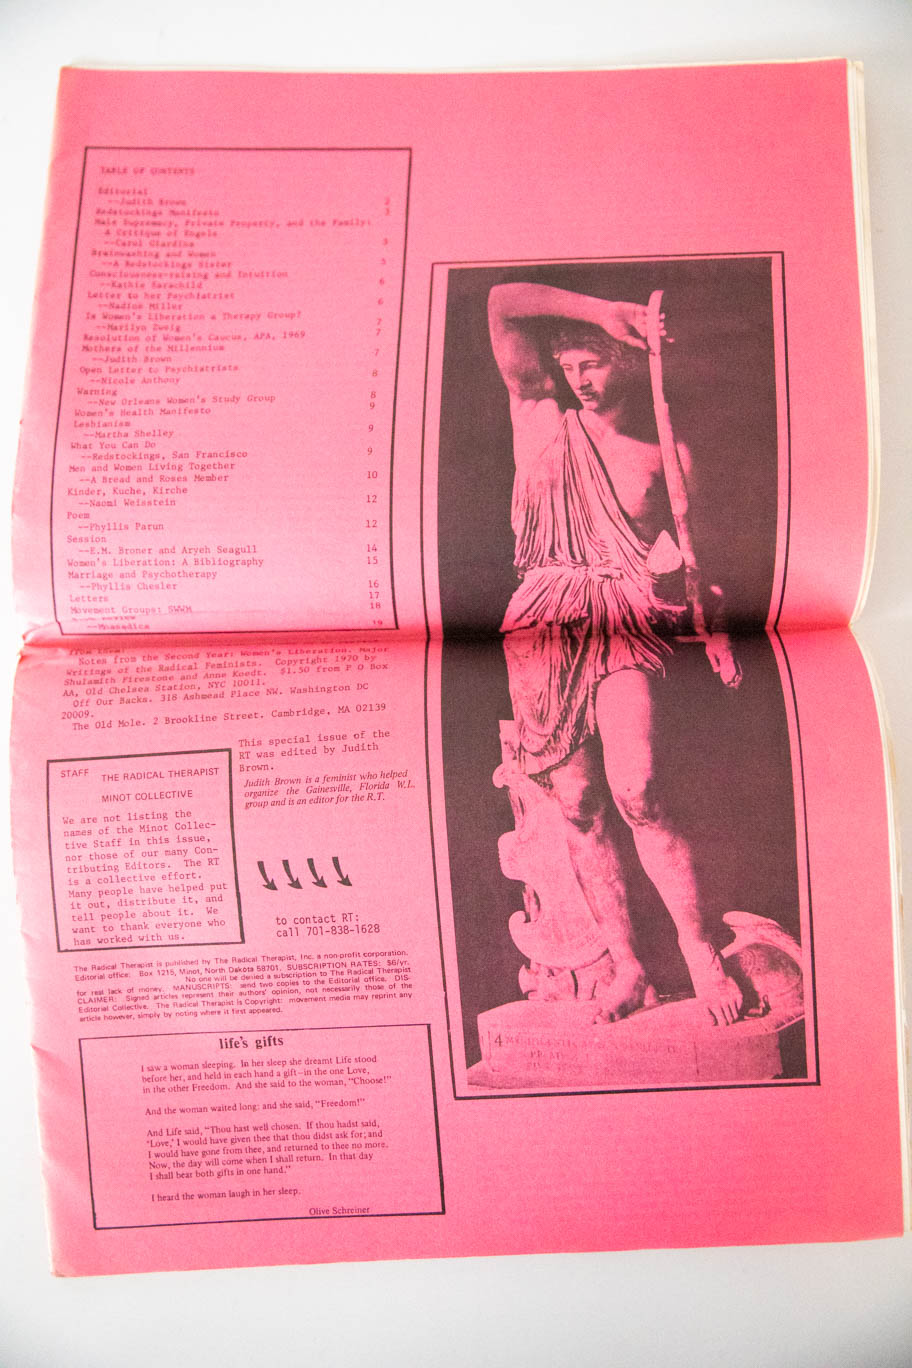 TABLE OF CONTENTS
Editorial
--Judith Brown 2
Redstockings Manifesto 3
Male Supremacy, Private Property, and the Family:
A Critique of Engels
--Carol Giardina 3
Brainwashing and Women
--A Redstockings Sister 5
Consciousness-raising and Intuition
--Kathie Sarachild 6
Letter to her Psychiatrist
--Nadine Miller 6
Is Women's Liberation a Therapy Group?
--Marilyn Zweig 7
Resolution of Women's Caucus, APA, 1969 7
Mothers of the Millennium
--Judith Brown 7
Open Letter to Psychiatrists
--Nicole Anthony 8
Warning
--New Orleans Women's Study Group 8
Women's Health Manifesto 9
Lesbianism
--Martha Shelley 9
What You Can Do
--Redstockings, San Francisco 9
Men and Women Living Together
--A Bread and Roses Member 10
Kinder, Kuche, Kirche
--Naomi Weisstein 12
Poem
--Phyllis Parun 12
Session
--E.M. Broner and Aryeh Seagull 14
Women's Liberation: A Bibliography 15
Marriage and Psychotherapy
--Phyllis Chesler 16
Letters 17
Movement Groups: SWWM 18
19
from them:
Notes from the Second Year: Women's Liberation. Major
Writings of the Radical Feminists. Copyright 1970 by
Shulamith Firestone and Anne Koedt. $1.50 from P O Box
AA, Old Chelsea Station, NYC 10011.
Off Our Backs. 318 Ashmead Place NW. Washington DC
20009.
The Old Mole. 2 Brookline Street. Cambridge, MA 02139
STAFF THE RADICAL THERAPIST
MINOT COLLECTIVE
We are not listing the
names of the Minot Collec-
tive Staff in this issue,
nor those of our many Con-
tributing Editors. The RT
is a collective effort.
Many people have helped put
it out, distribute it, and
tell people about it. We
want to thank everyone who
has worked with us.
This special issue of the
RT was edited by Judith
Brown.
Judith Brown is a feminist who helped
organize the Gainesville, Florida W.L.
group and is an editor for the R.T.
to contact RT:
call 701-838-1628
The Radical Therapist is published by The Radical Therapist, Inc. a non-profit corporation.
Editorial office. Box 1215, Minot, North Dakota 58701. SUBSCRIPTION RATES: $6/yr.
No one will be denied a subscription to The Radical Therapist
for real lack of money. MANUSCRIPTS: send two copies to the Editorial office. DIS-
CLAIMER: Signed articles represent their authors' opinion, not necessarily those of the
Editorial Collective. The Radical Therapist is Copyright: movement media may reprint any
article however, simply by noting where it first appeared.
life's gifts
I saw a woman sleeping. In her sleep she dreamt Life stood
before her, and held in each hand a gift—in the one Love,
in the other Freedom. And she said to the woman, "Choose!"
And the woman waited long: and she said, "Freedom!"
And Life said, "Thou hast well chosen. If thou hadst said,
'Love,' I would have given thee that thou didst ask for; and
I would have gone from thee, and returned to thee no more.
Now, the day will come when I shall return. In that day
I shall bear both gifts in one hand."
I heard the woman laugh in her sleep.
Olive Schreiner
4